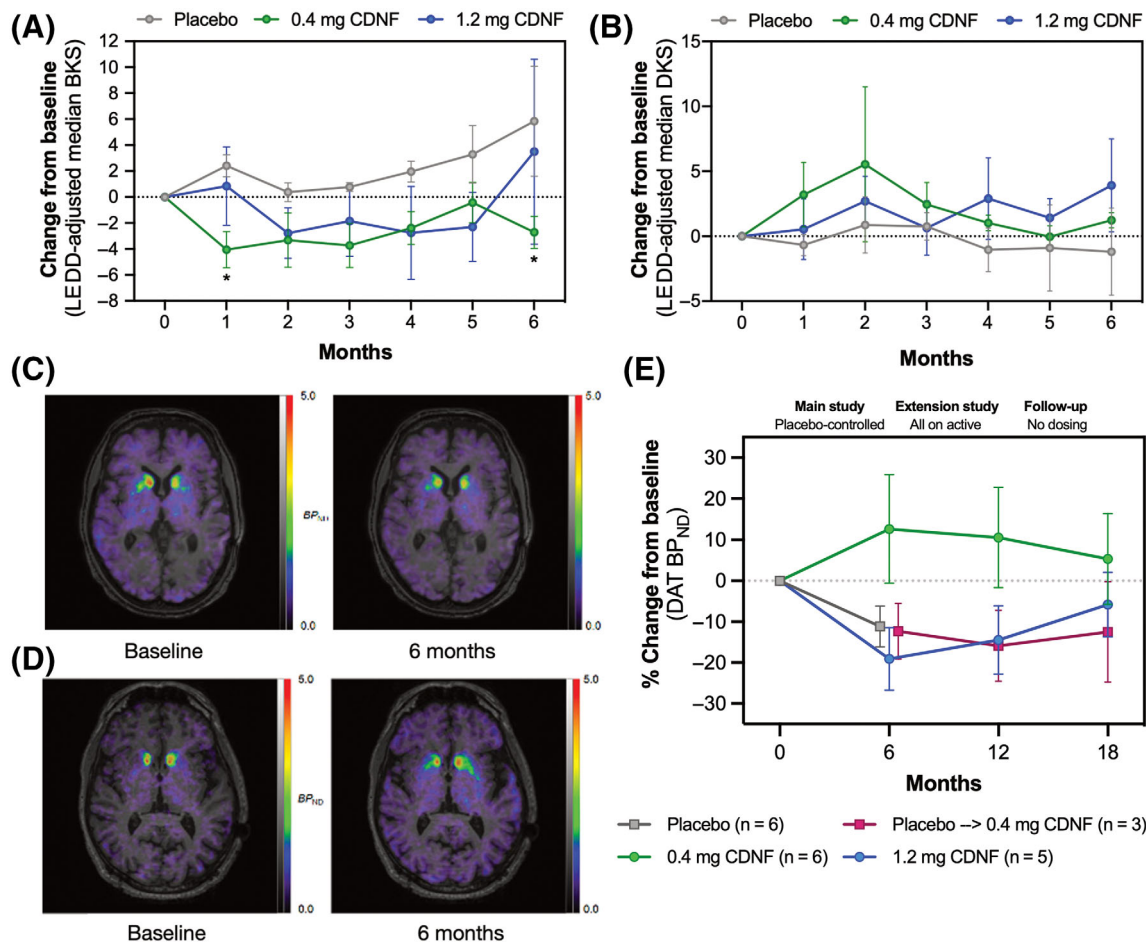 (A)
Placebo 0.4 mg CDNF 1.2 mg CDNF
Change from baseline
(LEDD-adjusted median BKS)
12
10
8
6
4
2
0
–2
–4
–6
–8
*
*
0 1 2 3 4 5 6
Months
(B)
Placebo 0.4 mg CDNF 1.2 mg CDNF
Change from baseline
(LEDD-adjusted median DKS)
15
10
5
0
–5
0 1 2 3 4 5 6
Months
(C)
5.0
BPND
0.0
Baseline
5.0
0.0
6 months
(D)
5.0
BPND
0.0
Baseline
5.0
0.0
6 months
(E)
Main study Extension study Follow-up
Placebo-controlled All on active No dosing
% Change from baseline
(DAT BPND)
30
20
10
0
–10
–20
–30
0 6 12 18
Months
Placebo (n = 6) Placebo --> 0.4 mg CDNF (n = 3)
0.4 mg CDNF (n = 6) 1.2 mg CDNF (n = 5)